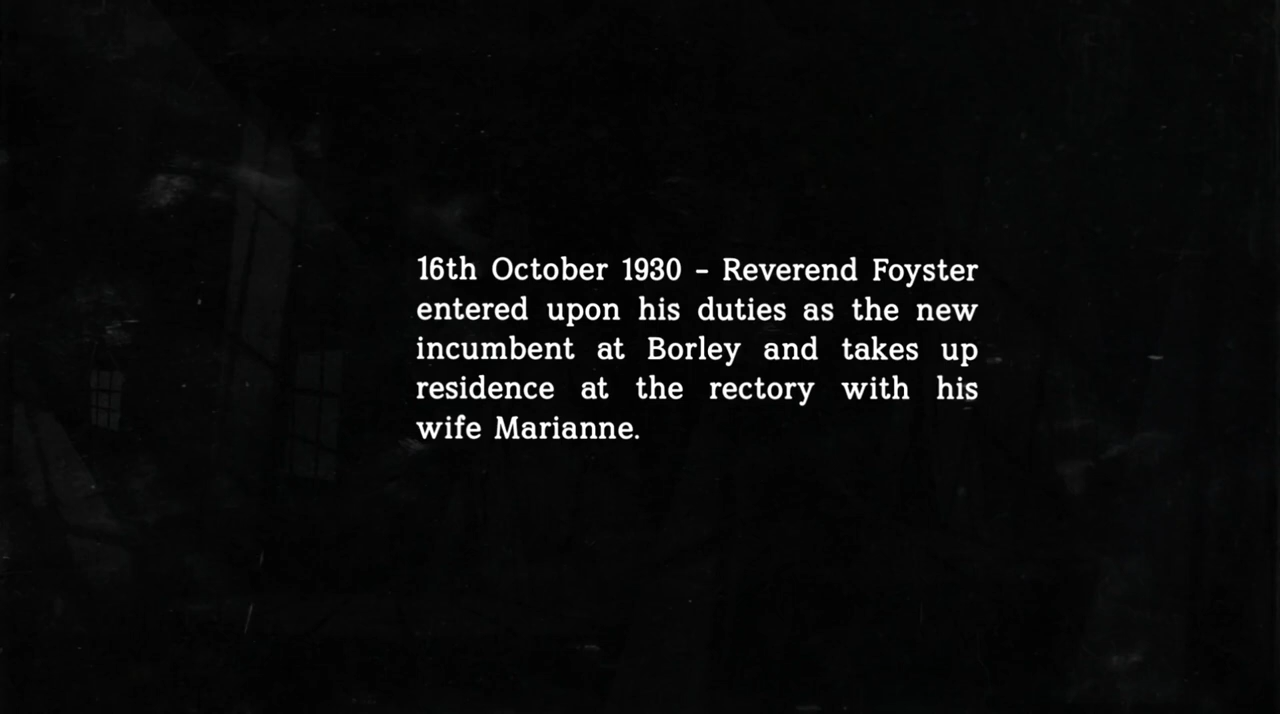 16th October 1930 – Reverend Foyster
entered upon his duties as the new
incumbent at Borley and takes up
residence at the rectory with his
wife Marianne.